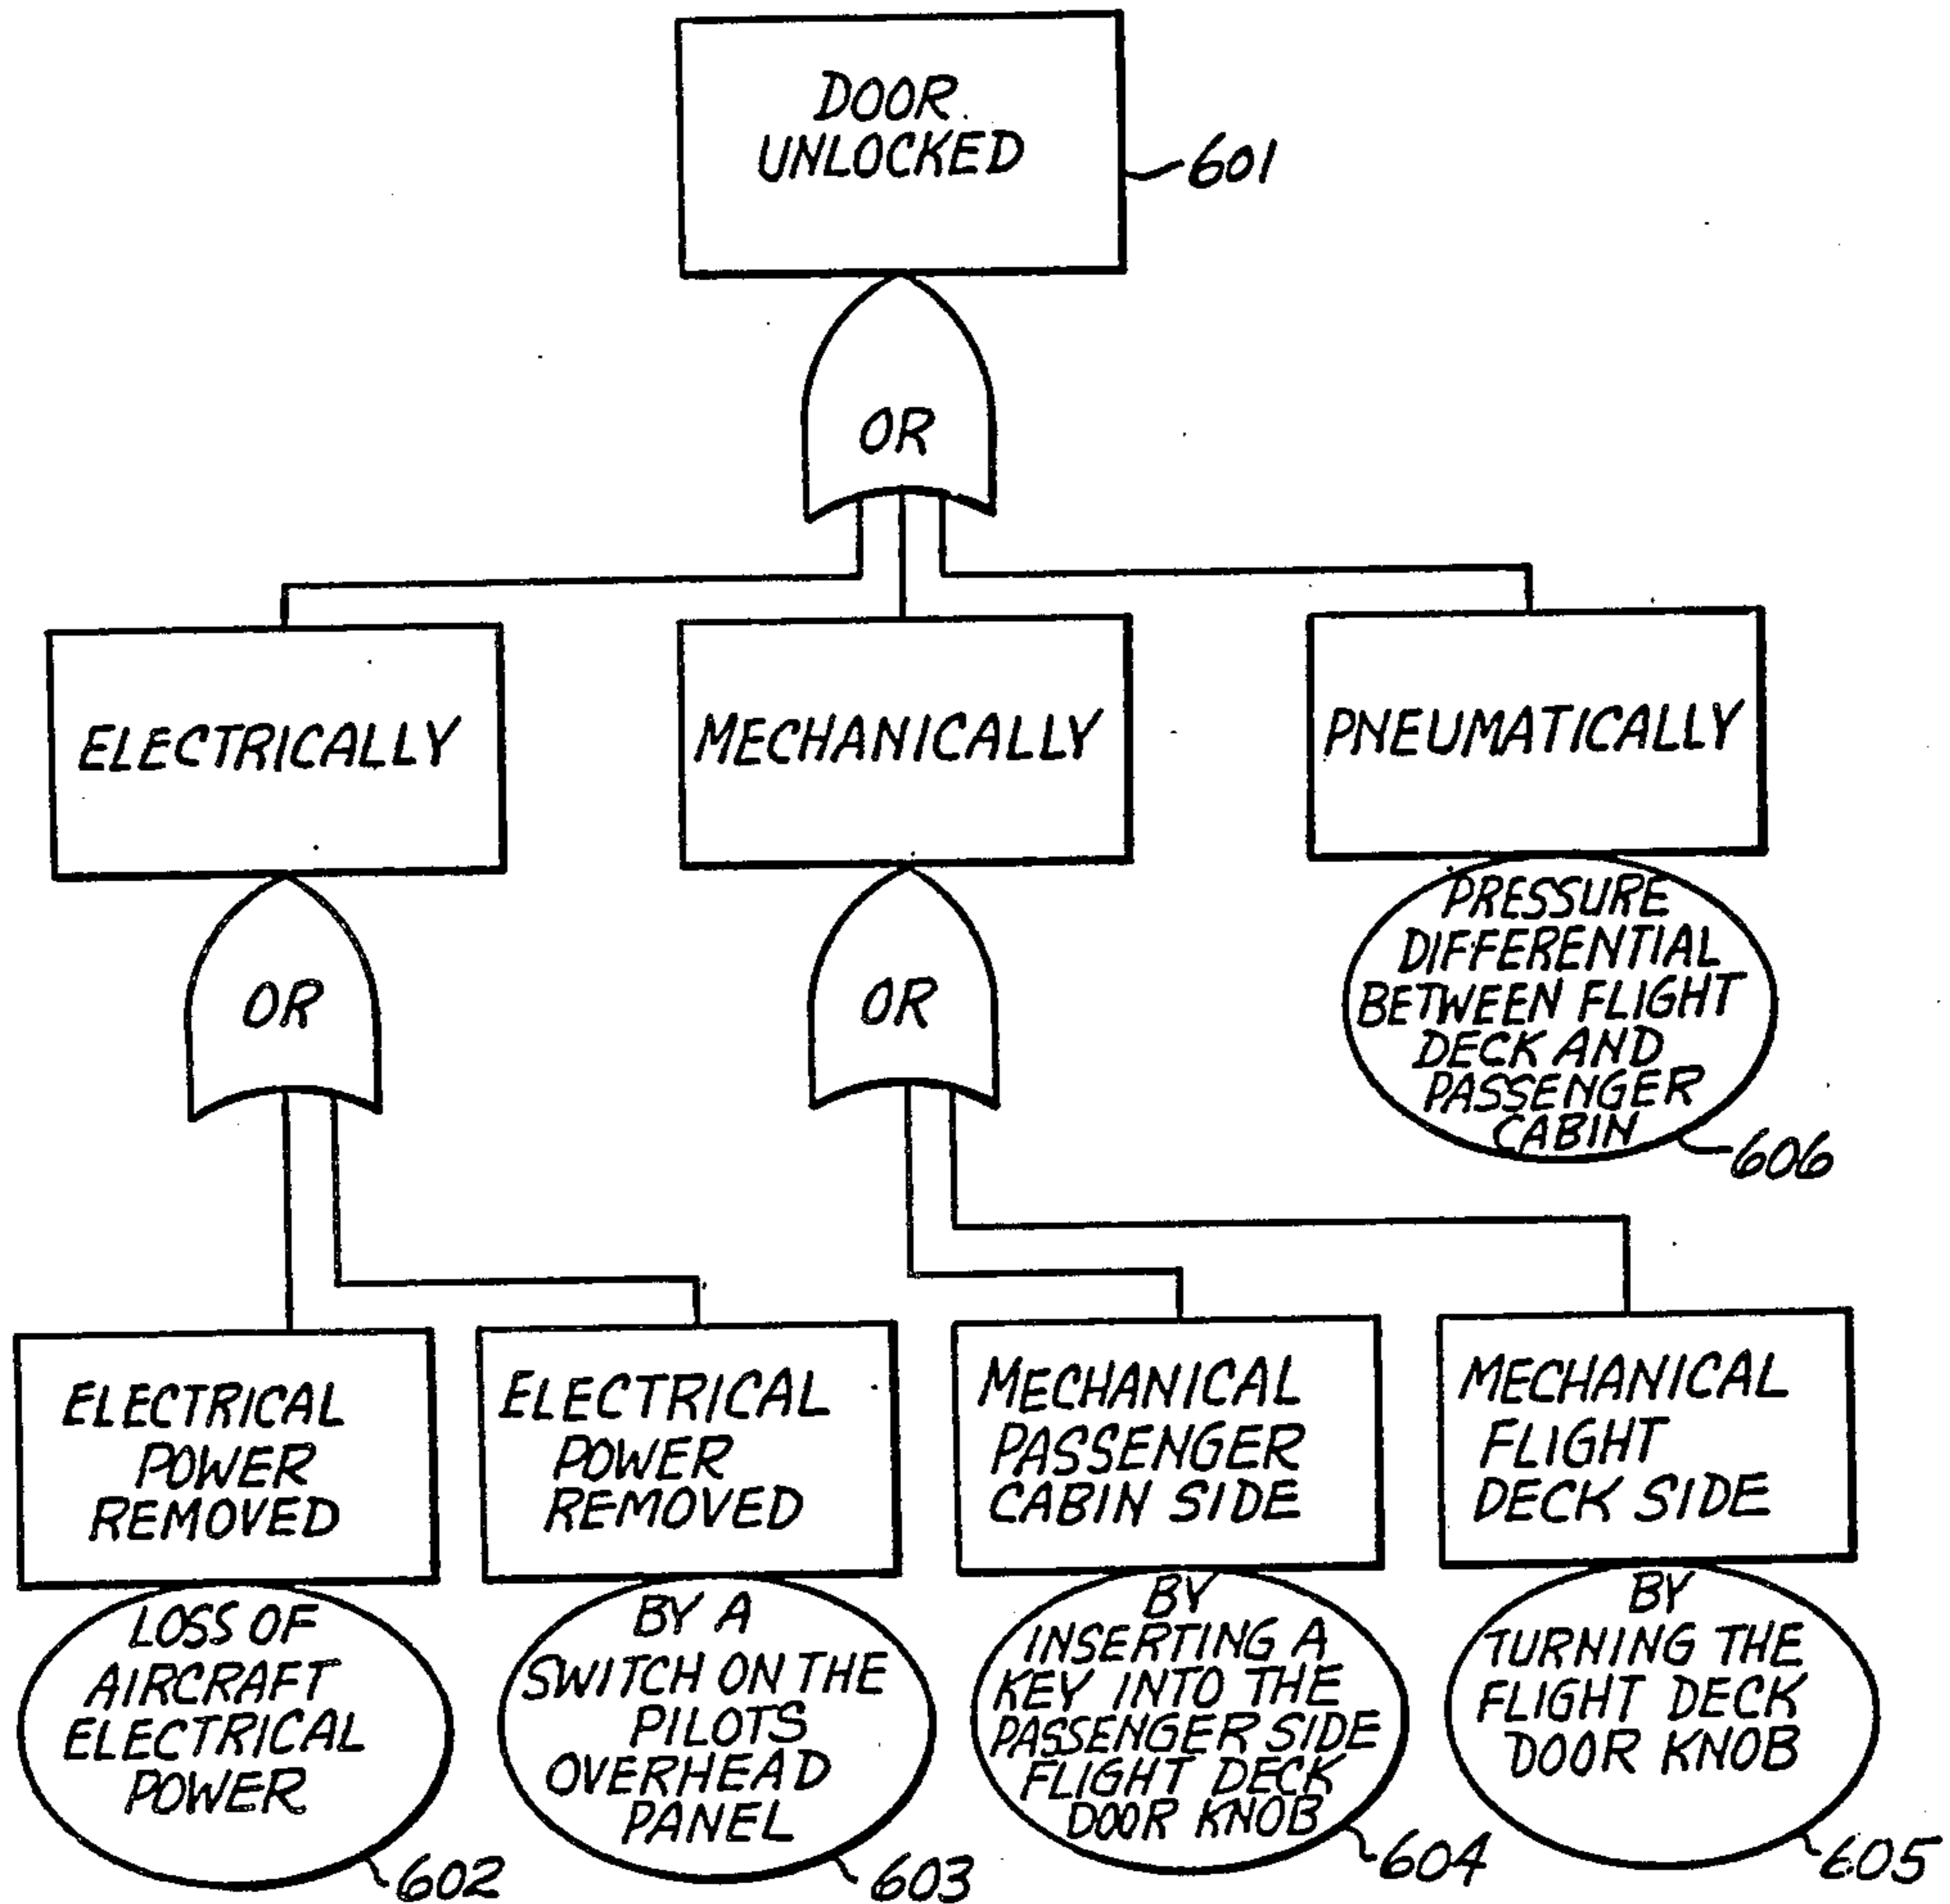 DOOR
UNLOCKED
601
OR
ELECTRICALLY
MECHANICALLY
PNEUMATICALLY
OR
OR
PRESSURE
DIFFERENTIAL
BETWEEN FLIGHT
DECK AND
PASSENGER
CABIN
606
ELECTRICAL
POWER
REMOVED
ELECTRICAL
POWER
REMOVED
MECHANICAL
PASSENGER
CABIN SIDE
MECHANICAL
FLIGHT
DECK SIDE
LOSS OF
AIRCRAFT
ELECTRICAL
POWER
602
BY A
SWITCH ON THE
PILOTS
OVERHEAD
PANEL
603
BY
INSERTING A
KEY INTO THE
PASSENGER SIDE
FLIGHT DECK
DOOR KNOB
604
BY
TURNING THE
FLIGHT DECK
DOOR KNOB
605